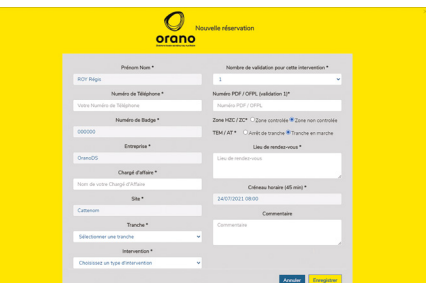 orano
Nouvelle réservation
Prénom Nom *
ROY Régis
Numéro de Téléphone *
Votre Numéro de Téléphone
Numéro de Badge *
000000
Entreprise *
OranoDS
Chargé d'affaire *
Nom de votre Chargé d'Affaire
Site *
Cattenom
Tranche *
Sélectionner une tranche
Intervention *
Choisissez un type d'intervention
Nombre de validation pour cette intervention *
1
Numéro PDF / OFPL (validation 1)*
Numéro PDF / OFPL
Zone HZC / ZC* Zone controlée Zone non controlée
TEM / AT * Arrêt de tranche Tranche en marche
Lieu de rendez-vous *
Lieu de rendez-vous
Créneau horaire (45 min) *
24/07/2021 08:00
Commentaire
Commentaire
Annuler Enregistrer